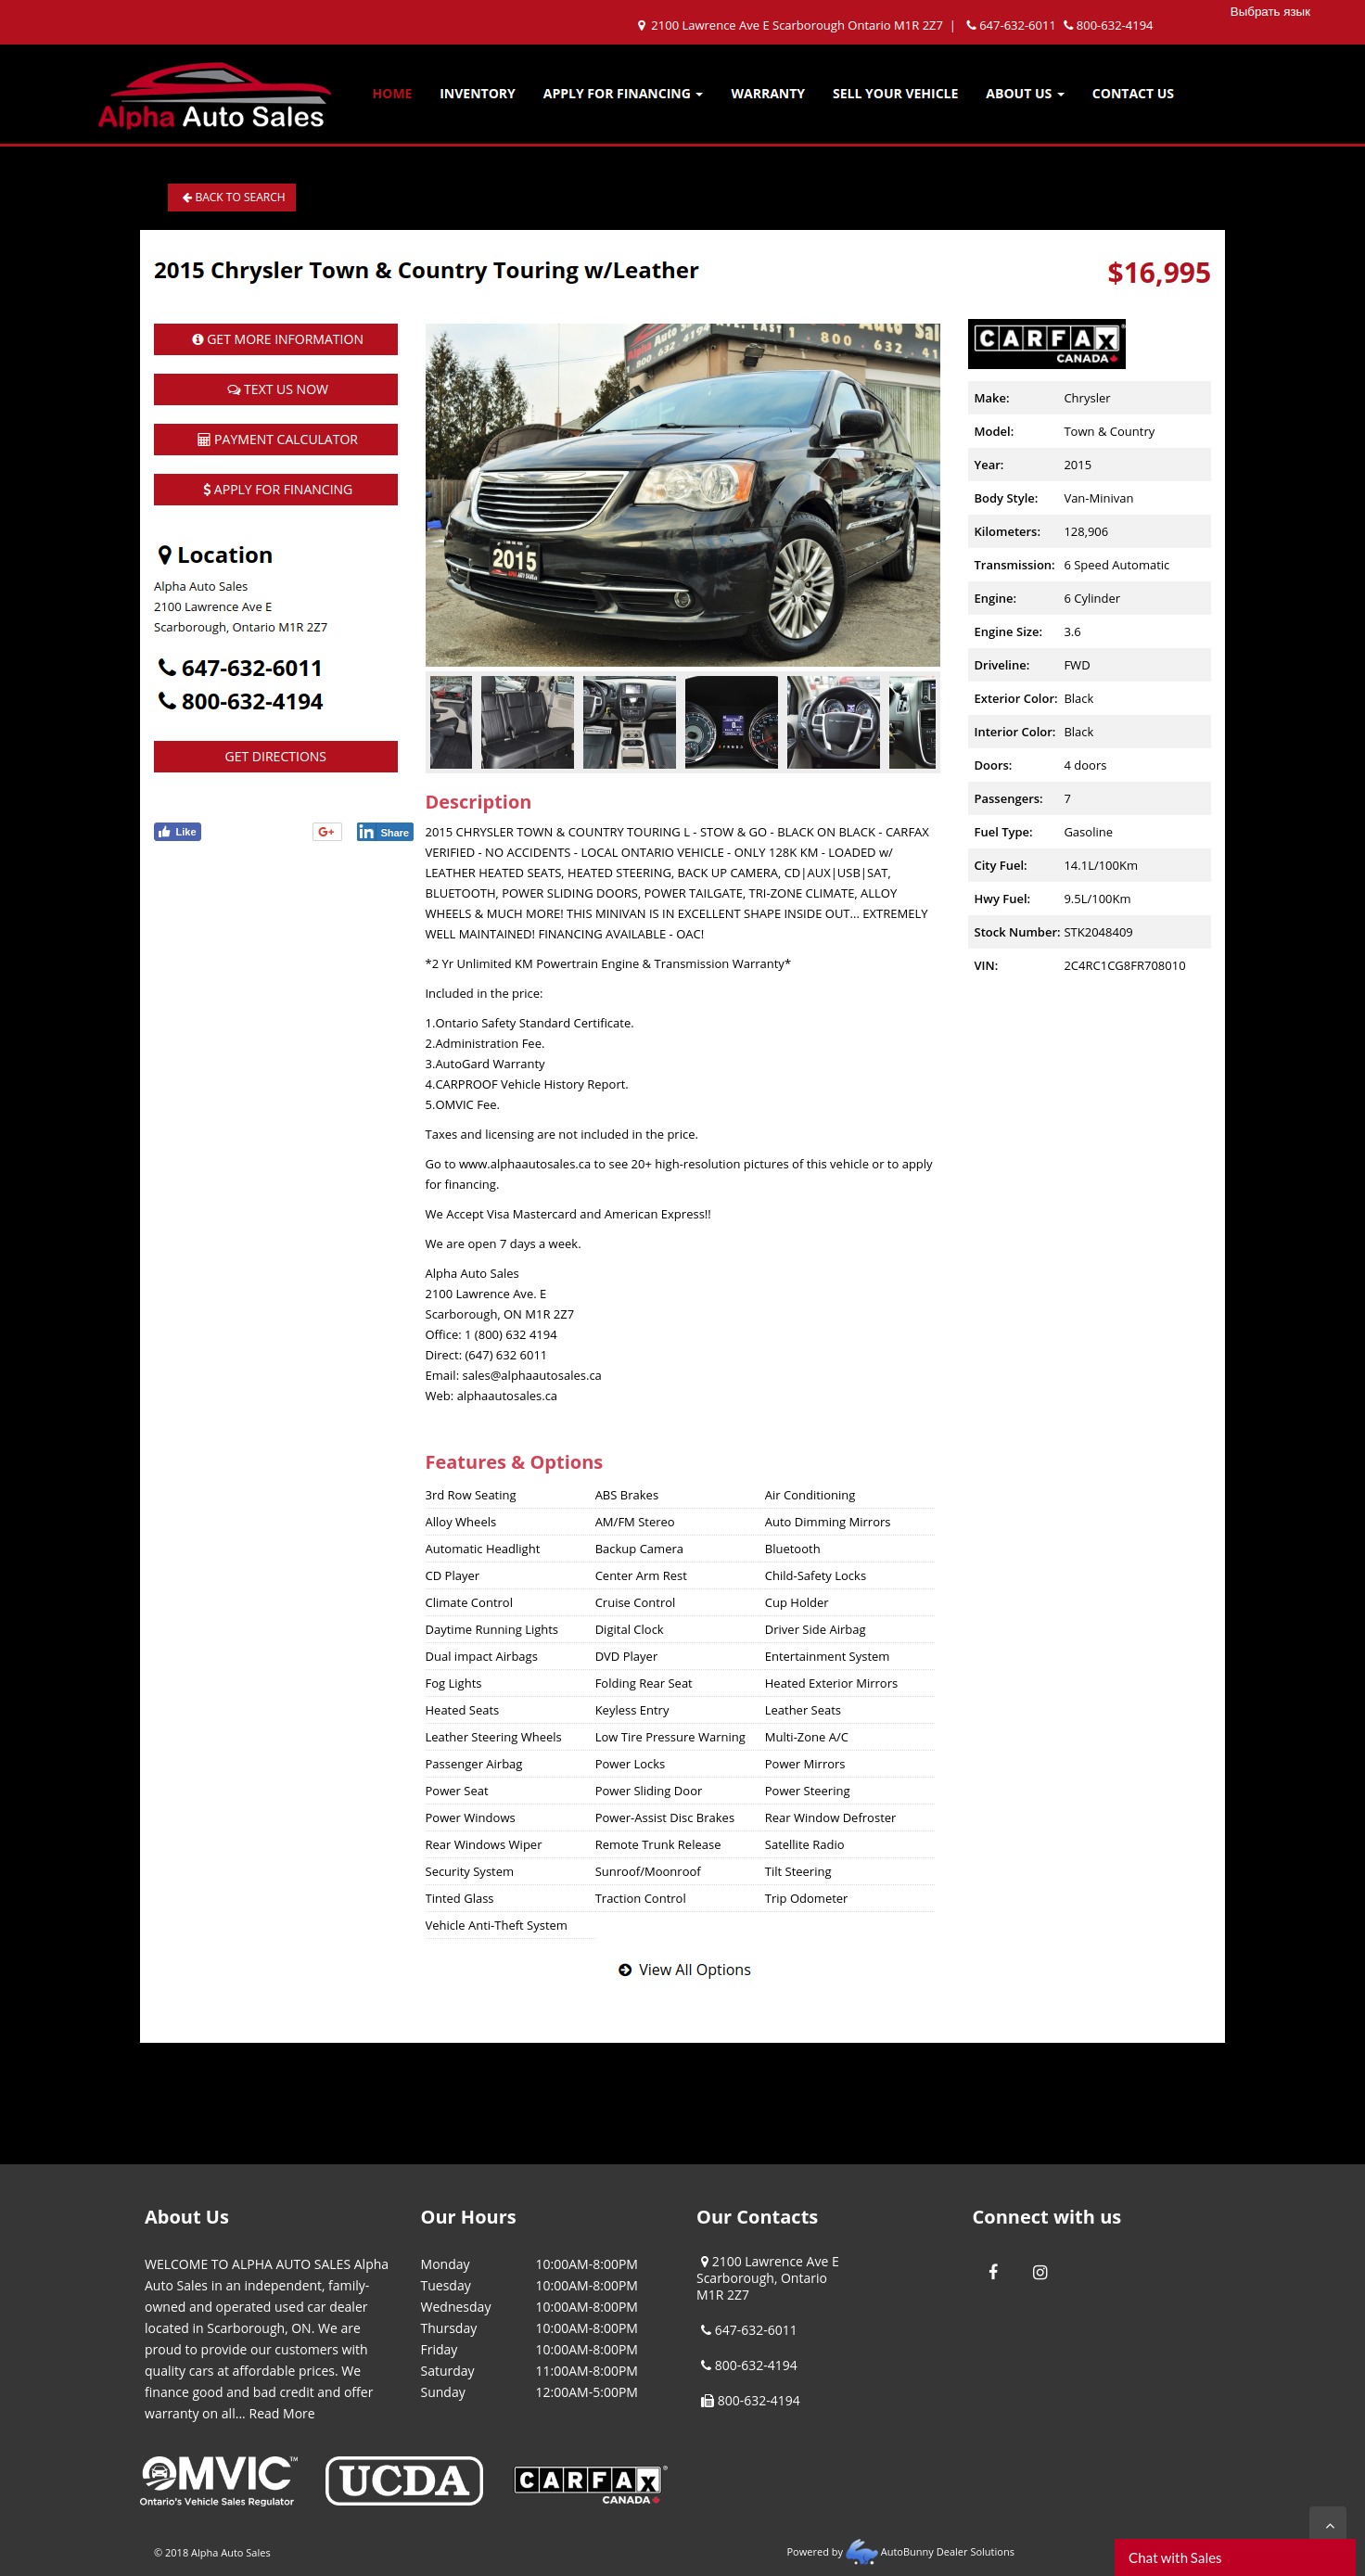 2100 Lawrence Ave E Scarborough Ontario M1R 2Z7 | 647-632-6011 800-632-4194
Выбрать язык
Alpha Auto Sales
HOME INVENTORY APPLY FOR FINANCING WARRANTY SELL YOUR VEHICLE ABOUT US CONTACT US
BACK TO SEARCH
2015 Chrysler Town & Country Touring w/Leather
$16,995
GET MORE INFORMATION
TEXT US NOW
PAYMENT CALCULATOR
$ APPLY FOR FINANCING
Location
Alpha Auto Sales
2100 Lawrence Ave E
Scarborough, Ontario M1R 2Z7
647-632-6011
800-632-4194
GET DIRECTIONS
Like
G+
in Share
2015
CARFAX
CANADA
Make: Chrysler
Model: Town & Country
Year: 2015
Body Style: Van-Minivan
Kilometers: 128,906
Transmission: 6 Speed Automatic
Engine: 6 Cylinder
Engine Size: 3.6
Driveline: FWD
Exterior Color: Black
Interior Color: Black
Doors: 4 doors
Passengers: 7
Fuel Type: Gasoline
City Fuel: 14.1L/100Km
Hwy Fuel: 9.5L/100Km
Stock Number: STK2048409
VIN: 2C4RC1CG8FR708010
Description
2015 CHRYSLER TOWN & COUNTRY TOURING L - STOW & GO - BLACK ON BLACK - CARFAX
VERIFIED - NO ACCIDENTS - LOCAL ONTARIO VEHICLE - ONLY 128K KM - LOADED w/
LEATHER HEATED SEATS, HEATED STEERING, BACK UP CAMERA, CD|AUX|USB|SAT,
BLUETOOTH, POWER SLIDING DOORS, POWER TAILGATE, TRI-ZONE CLIMATE, ALLOY
WHEELS & MUCH MORE! THIS MINIVAN IS IN EXCELLENT SHAPE INSIDE OUT... EXTREMELY
WELL MAINTAINED! FINANCING AVAILABLE - OAC!
*2 Yr Unlimited KM Powertrain Engine & Transmission Warranty*
Included in the price:
1.Ontario Safety Standard Certificate.
2.Administration Fee.
3.AutoGard Warranty
4.CARPROOF Vehicle History Report.
5.OMVIC Fee.
Taxes and licensing are not included in the price.
Go to www.alphaautosales.ca to see 20+ high-resolution pictures of this vehicle or to apply
for financing.
We Accept Visa Mastercard and American Express!!
We are open 7 days a week.
Alpha Auto Sales
2100 Lawrence Ave. E
Scarborough, ON M1R 2Z7
Office: 1 (800) 632 4194
Direct: (647) 632 6011
Email: sales@alphaautosales.ca
Web: alphaautosales.ca
Features & Options
3rd Row Seating ABS Brakes Air Conditioning
Alloy Wheels AM/FM Stereo Auto Dimming Mirrors
Automatic Headlight Backup Camera Bluetooth
CD Player Center Arm Rest Child-Safety Locks
Climate Control Cruise Control Cup Holder
Daytime Running Lights Digital Clock Driver Side Airbag
Dual impact Airbags DVD Player Entertainment System
Fog Lights Folding Rear Seat Heated Exterior Mirrors
Heated Seats Keyless Entry Leather Seats
Leather Steering Wheels Low Tire Pressure Warning Multi-Zone A/C
Passenger Airbag Power Locks Power Mirrors
Power Seat Power Sliding Door Power Steering
Power Windows Power-Assist Disc Brakes Rear Window Defroster
Rear Windows Wiper Remote Trunk Release Satellite Radio
Security System Sunroof/Moonroof Tilt Steering
Tinted Glass Traction Control Trip Odometer
Vehicle Anti-Theft System
View All Options
About Us
WELCOME TO ALPHA AUTO SALES Alpha
Auto Sales in an independent, family-
owned and operated used car dealer
located in Scarborough, ON. We are
proud to provide our customers with
quality cars at affordable prices. We
finance good and bad credit and offer
warranty on all... Read More
Our Hours
Monday 10:00AM-8:00PM
Tuesday 10:00AM-8:00PM
Wednesday 10:00AM-8:00PM
Thursday 10:00AM-8:00PM
Friday 10:00AM-8:00PM
Saturday 11:00AM-8:00PM
Sunday 12:00AM-5:00PM
Our Contacts
2100 Lawrence Ave E
Scarborough, Ontario
M1R 2Z7
647-632-6011
800-632-4194
800-632-4194
Connect with us
OMVIC™
Ontario's Vehicle Sales Regulator
UCDA
CARFAX®
CANADA
© 2018 Alpha Auto Sales
Powered by AutoBunny Dealer Solutions
Chat with Sales